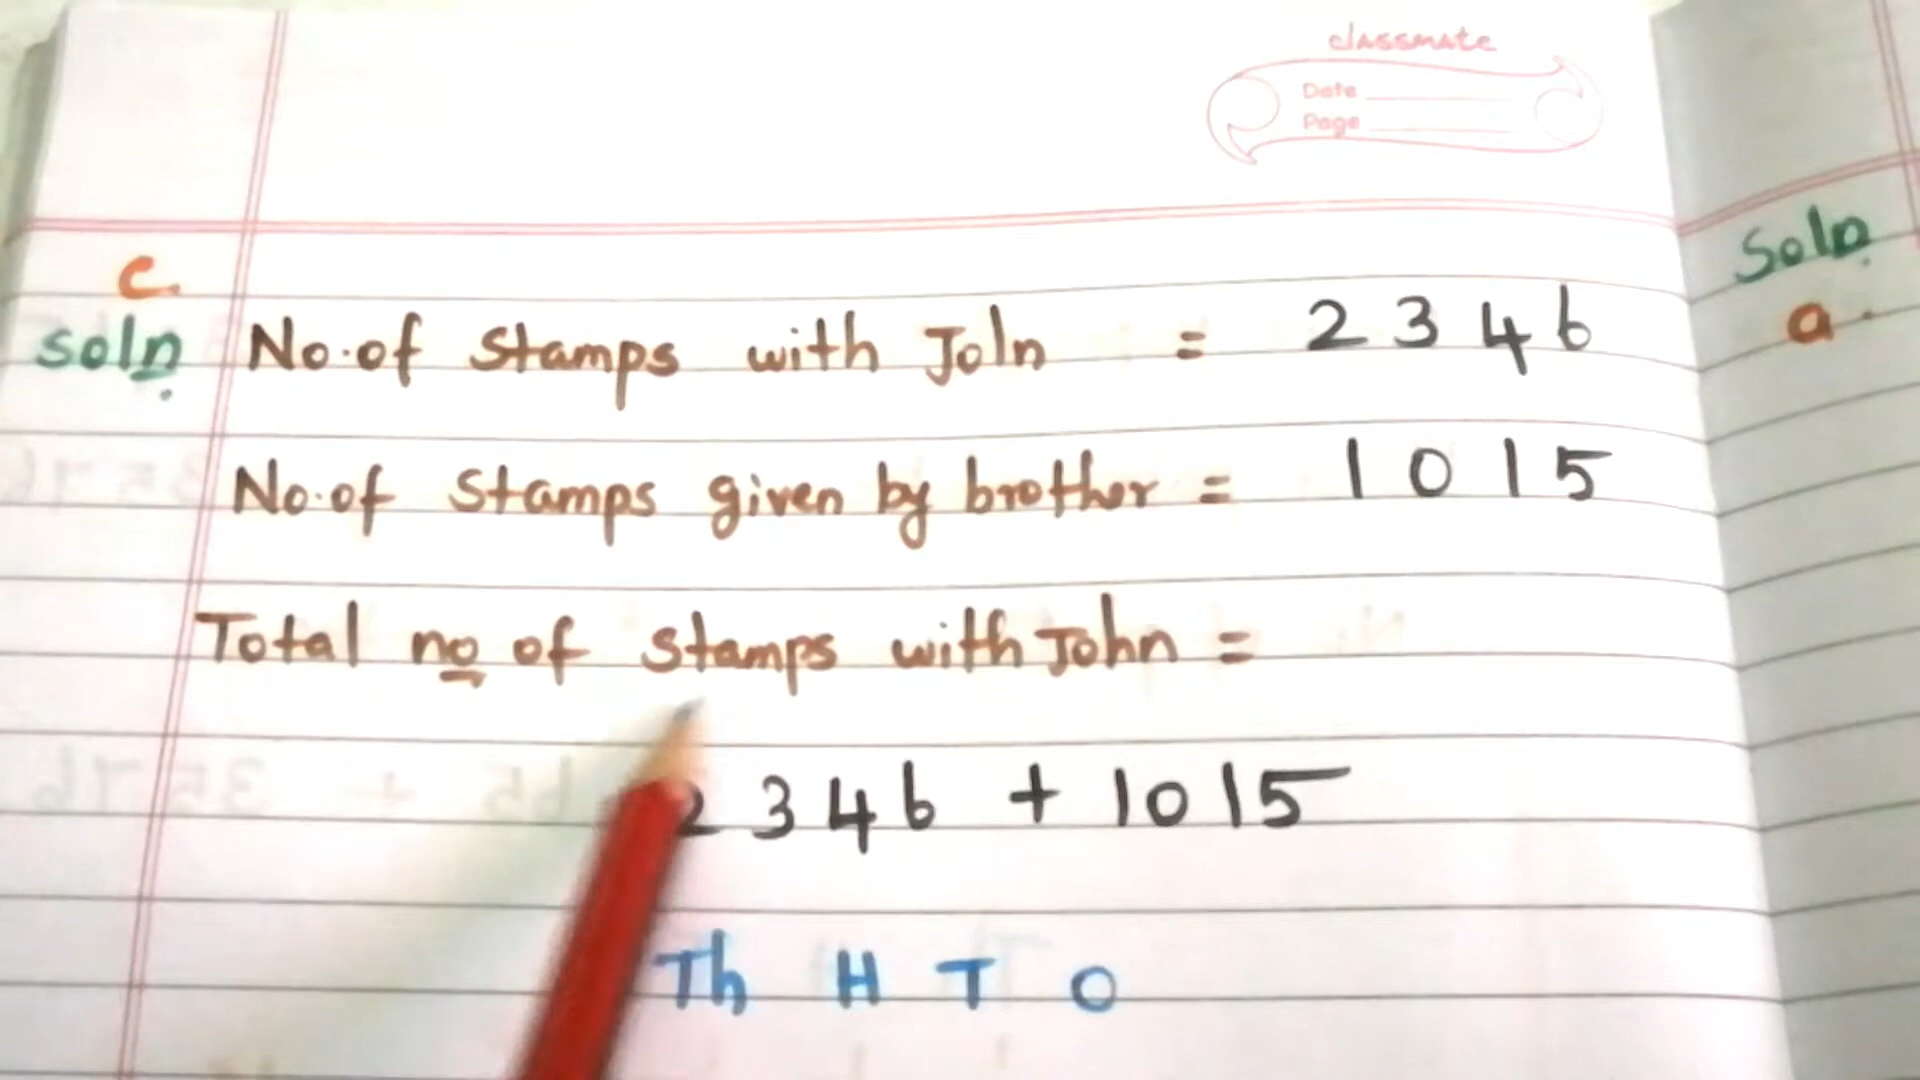 classmate
Date
Page
c.
Soln No. of Stamps with Joln = 2346
No. of Stamps given by brother = 1015
Total no of Stamps with John =
2346 + 1015
Th H T O
Soln
a.